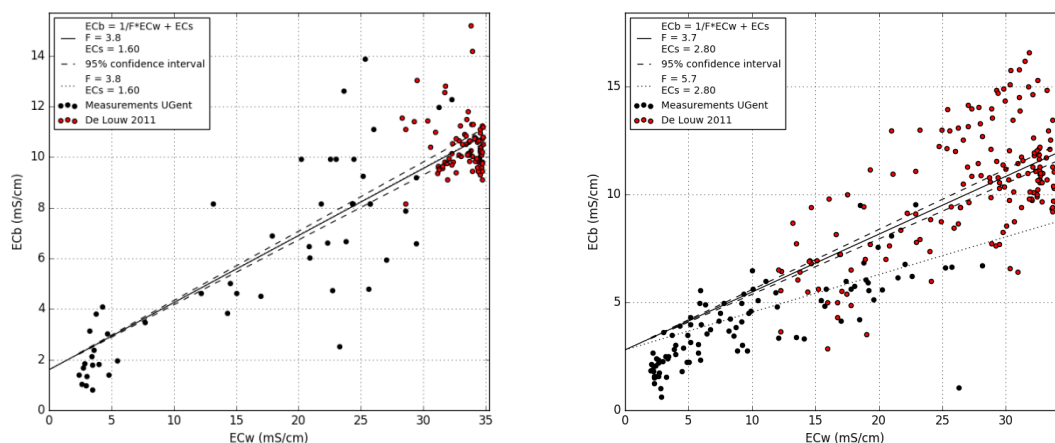 ECb = 1/F*ECw + ECs
F = 3.8
ECs = 1.60
95% confidence interval
F = 3.8
ECs = 1.60
Measurements UGent
De Louw 2011
14
12
10
8
6
4
2
0
ECb (mS/cm)
0 5 10 15 20 25 30 35
ECw (mS/cm)
ECb = 1/F*ECw + ECs
F = 3.7
ECs = 2.80
95% confidence interval
F = 5.7
ECs = 2.80
Measurements UGent
De Louw 2011
15
10
5
0
ECb (mS/cm)
0 5 10 15 20 25 30
ECw (mS/cm)